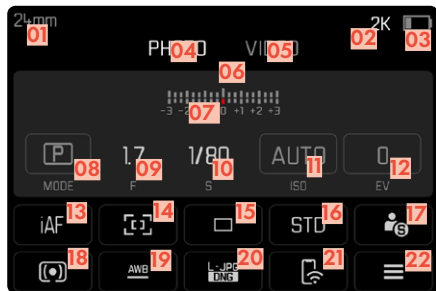 24mm 01 2K 02 03
PHOTO 04 VIDEO 05
06
07
-3 -2 0 +1 +2 +3
P 08 1.7 09 1/80 10 AUTO 11 0 12
MODE F S ISO EV
iAF 13 14 15 STD 16 17
18 AWB 19 L-JPG DNG 20 21 22